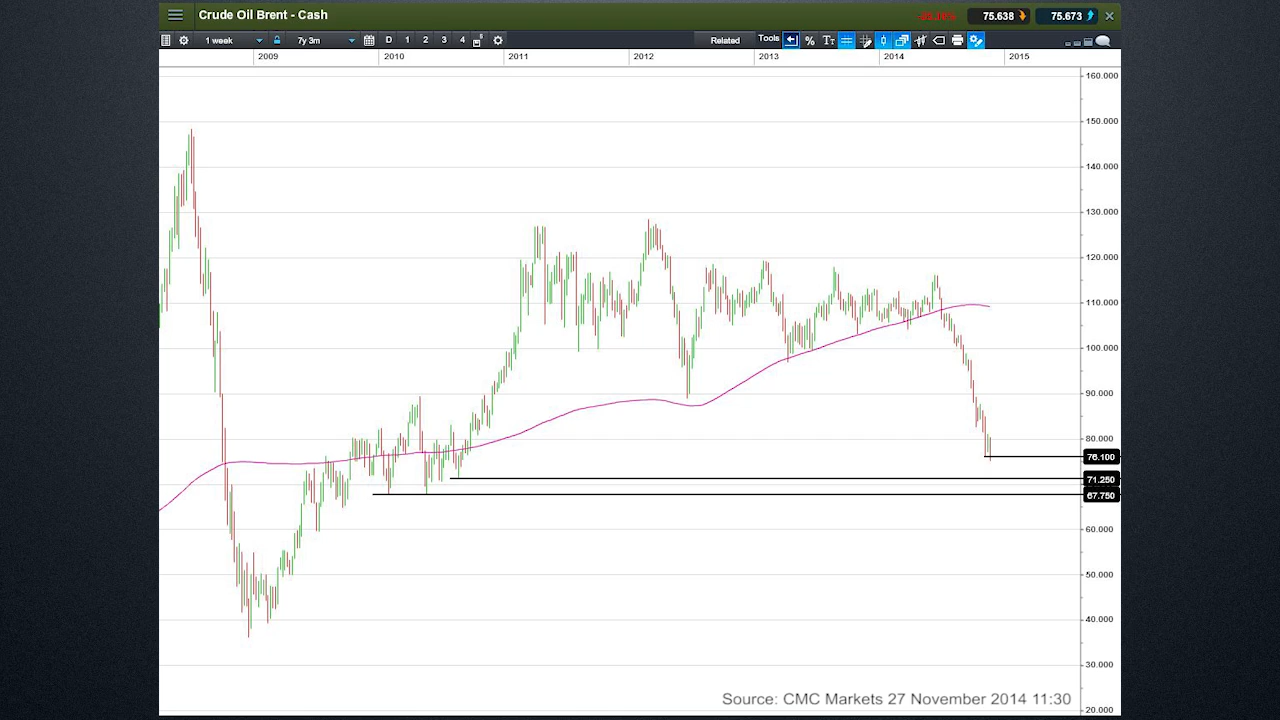 Crude Oil Brent - Cash
75.638
75.673
1 week
7y 3m
D 1 2 3 4
Related
Tools
2009 2010 2011 2012 2013 2014 2015
160.000
150.000
140.000
130.000
120.000
110.000
100.000
90.000
80.000
76.100
71.250
67.750
60.000
50.000
40.000
30.000
20.000
Source: CMC Markets 27 November 2014 11:30